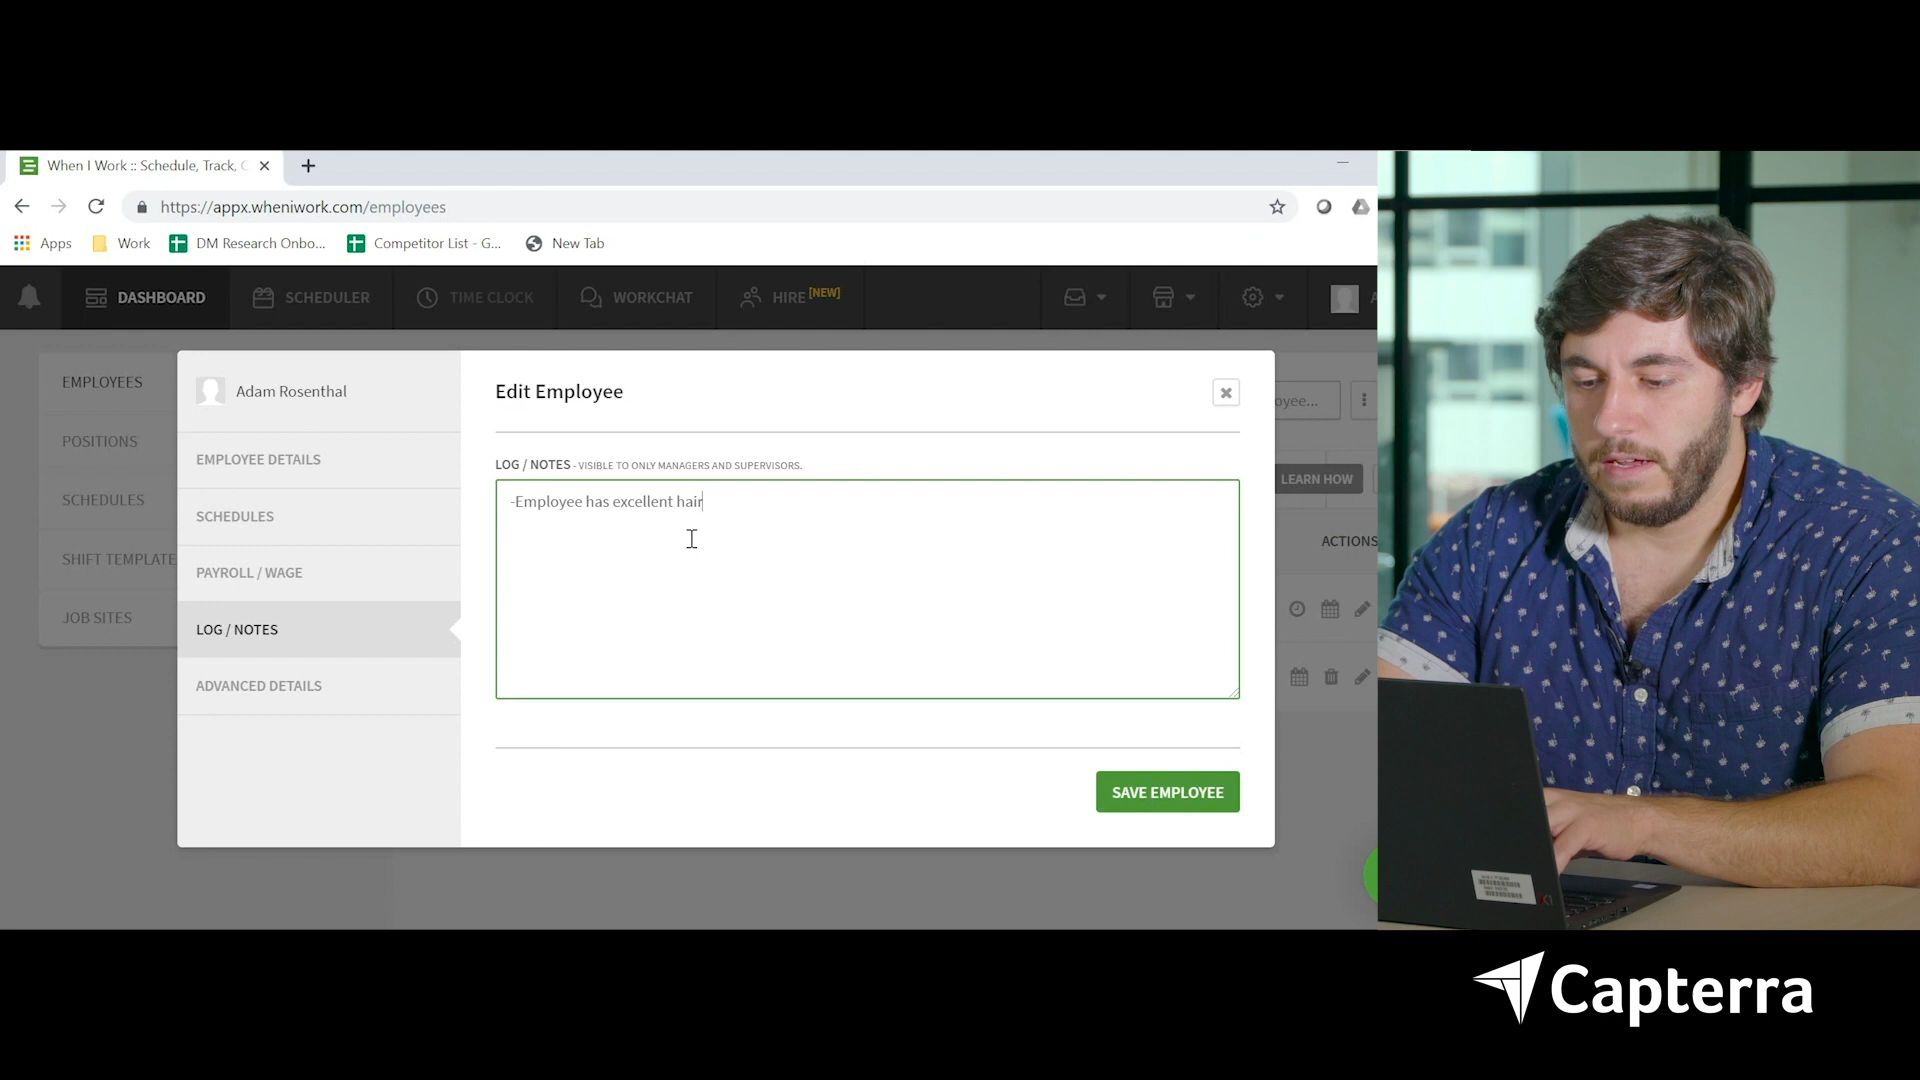 When I Work :: Schedule, Track,
https://appx.wheniwork.com/employees
Apps
Work
DM Research Onbo...
Competitor List - G...
New Tab
DASHBOARD
SCHEDULER
TIME CLOCK
WORKCHAT
HIRE [NEW]
EMPLOYEES
POSITIONS
SCHEDULES
SHIFT TEMPLATE
JOB SITES
Adam Rosenthal
EMPLOYEE DETAILS
SCHEDULES
PAYROLL / WAGE
LOG / NOTES
ADVANCED DETAILS
Edit Employee
LOG / NOTES - VISIBLE TO ONLY MANAGERS AND SUPERVISORS.
-Employee has excellent hair
SAVE EMPLOYEE
oyee...
LEARN HOW
ACTIONS
Capterra